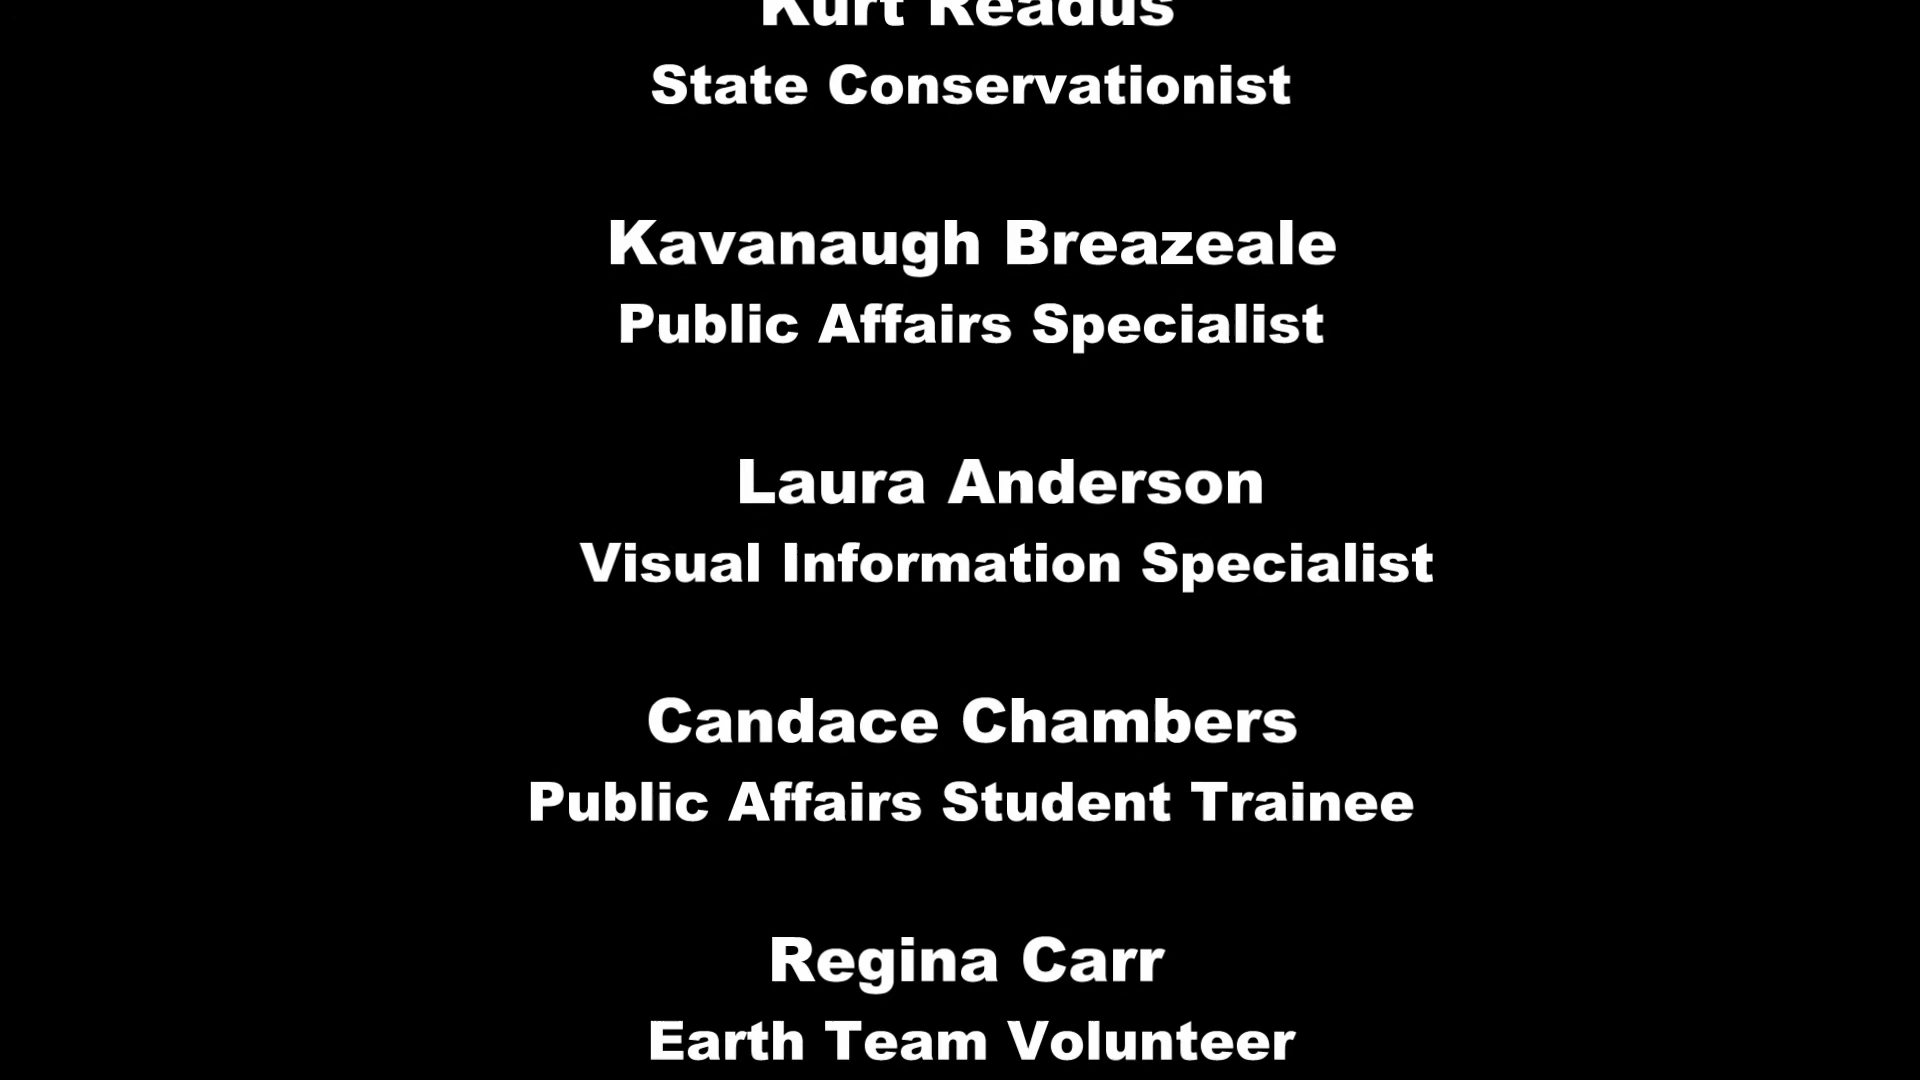 Kurt Readus
State Conservationist
Kavanaugh Breazeale
Public Affairs Specialist
Laura Anderson
Visual Information Specialist
Candace Chambers
Public Affairs Student Trainee
Regina Carr
Earth Team Volunteer